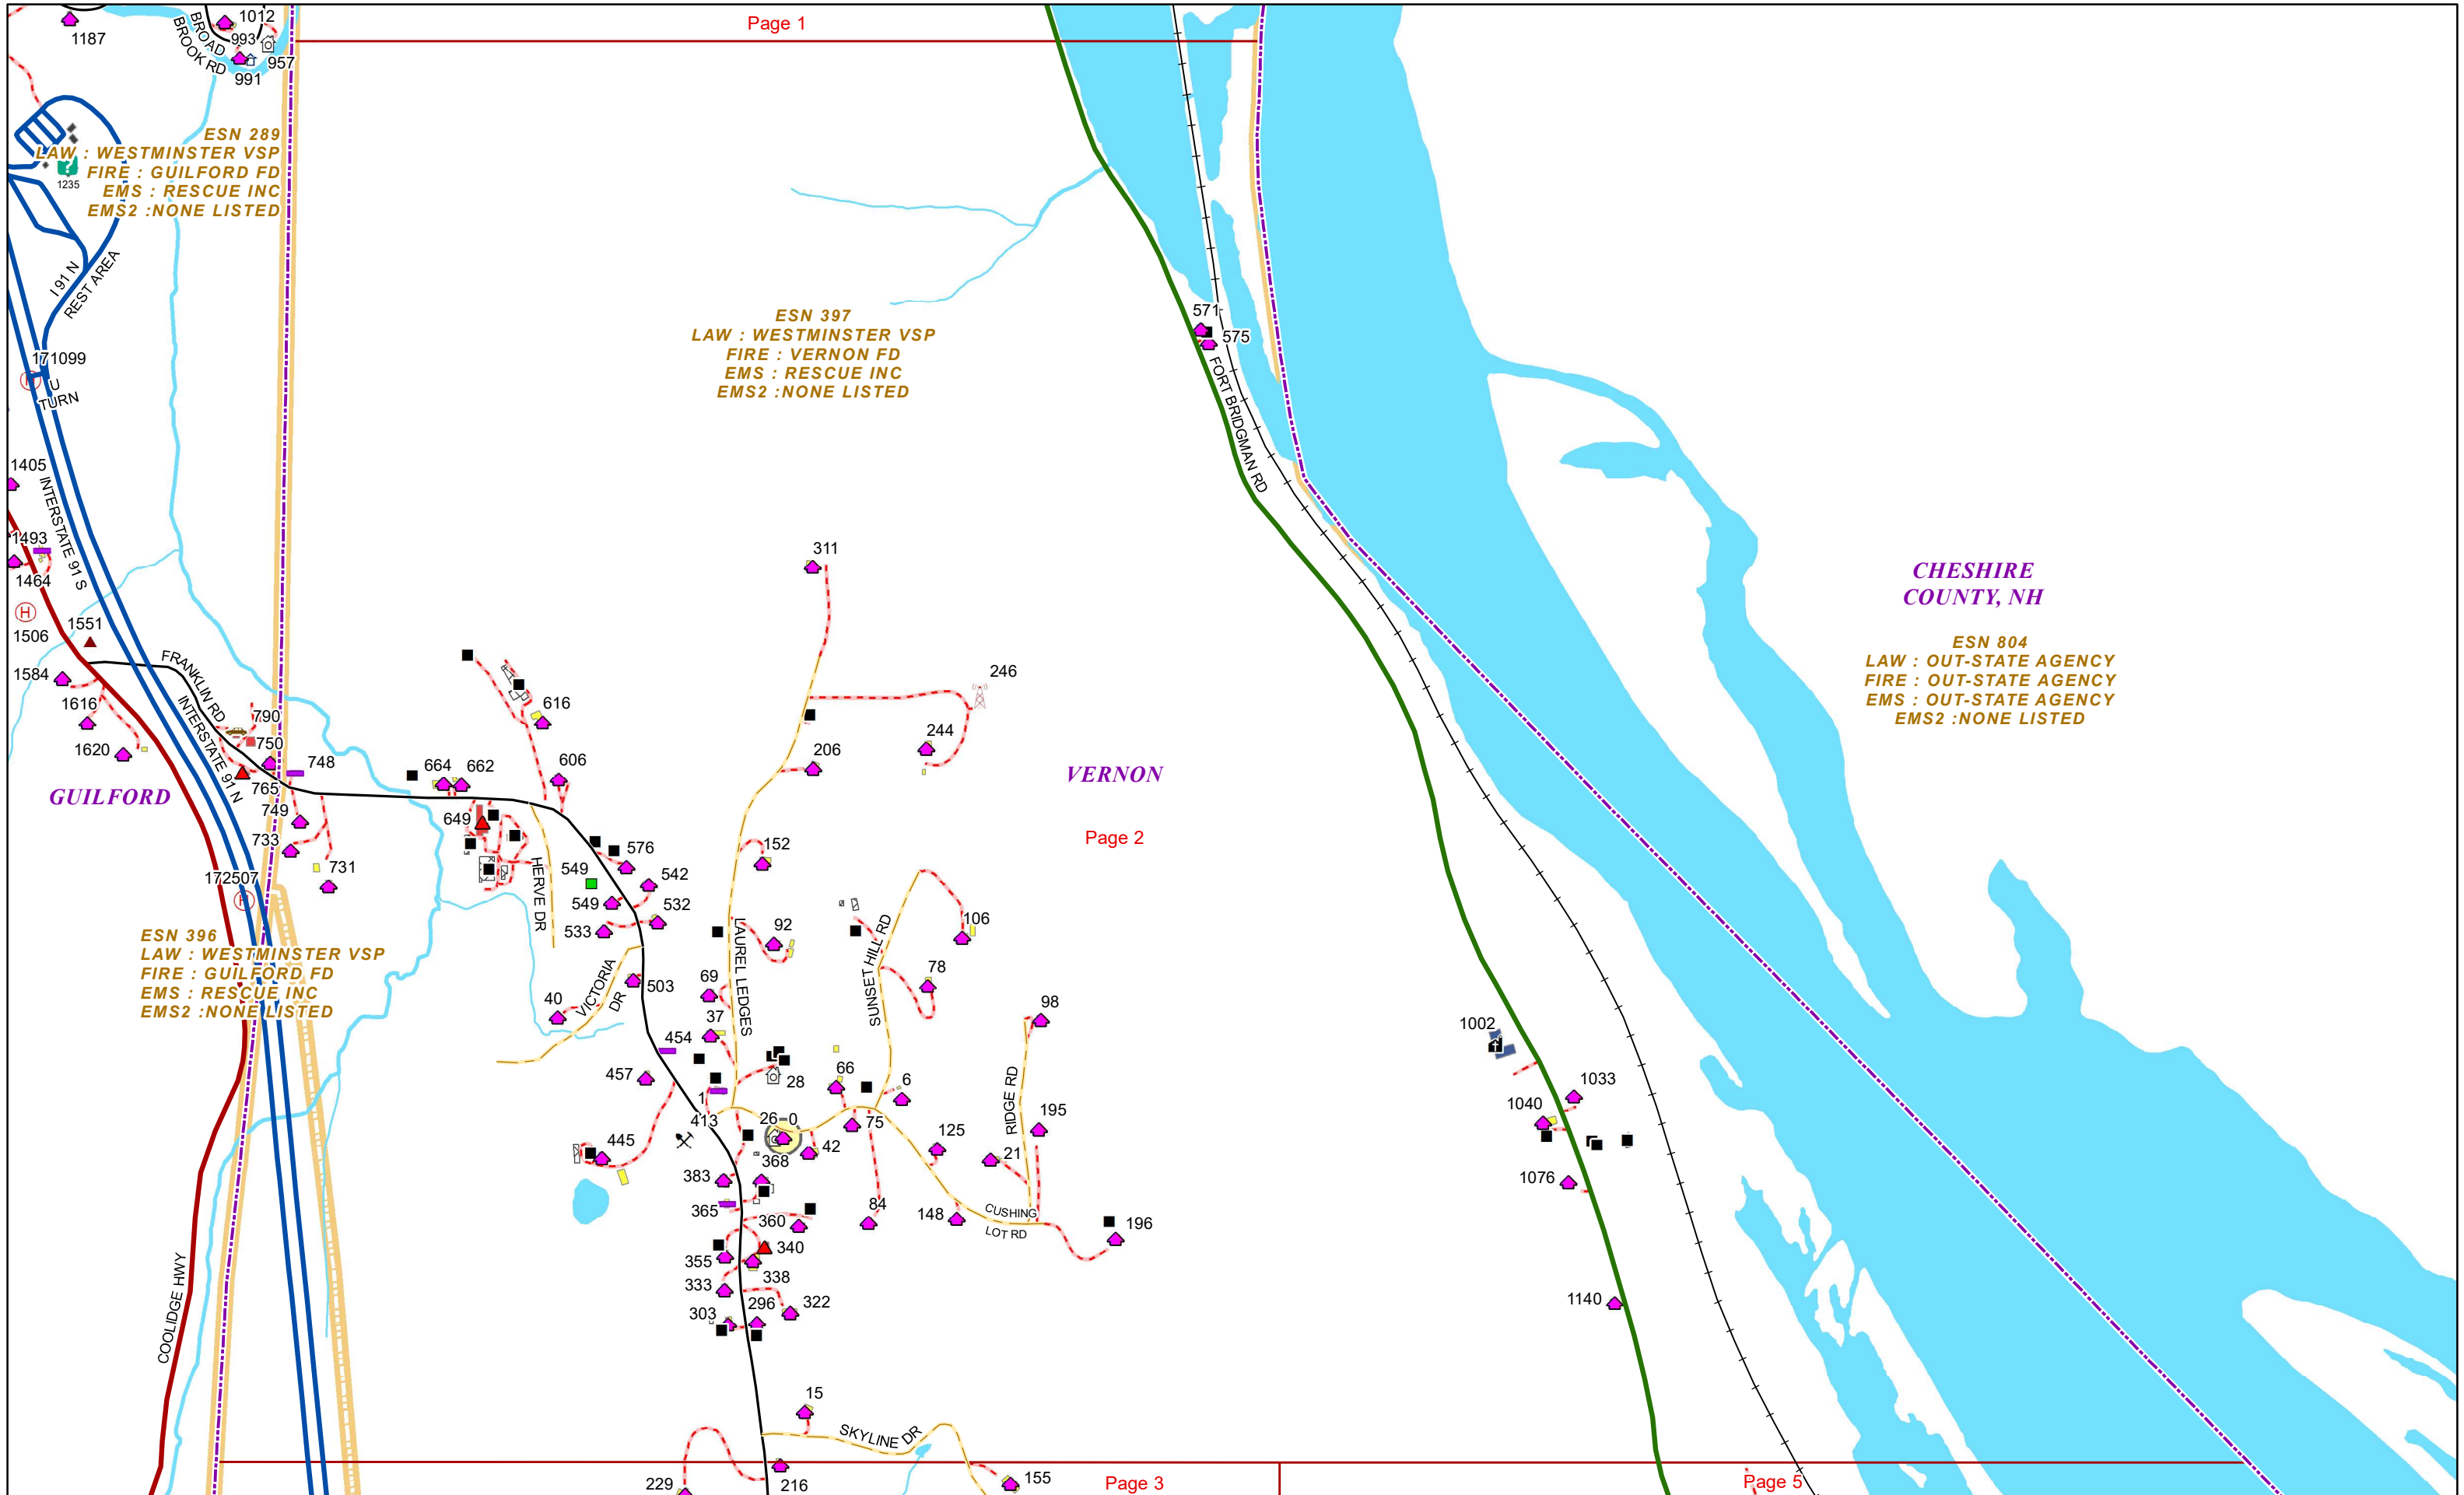 Page 1
1187
1012
BROAD
BROOK RD
993
957
991
ESN 289
LAW : WESTMINSTER VSP
FIRE : GUILFORD FD
EMS : RESCUE INC
EMS2 :NONE LISTED
?
1235
I 91 N
REST AREA
171099
H
U
TURN
571
575
FORT BRIDGMAN RD
ESN 397
LAW : WESTMINSTER VSP
FIRE : VERNON FD
EMS : RESCUE INC
EMS2 :NONE LISTED
1405
INTERSTATE 91 S
1493
1464
H
1506
1551
1584
1616
1620
FRANKLIN RD
INTERSTATE 91 N
790
750
748
765
749
733
731
GUILFORD
172507
H
311
246
244
206
616
606
664
662
649
HERVE DR
576
549
542
549
532
533
152
92
106
78
LAUREL LEDGES
SUNSET HILL RD
69
37
VERNON
Page 2
CHESHIRE
COUNTY, NH
ESN 804
LAW : OUT-STATE AGENCY
FIRE : OUT-STATE AGENCY
EMS : OUT-STATE AGENCY
EMS2 :NONE LISTED
ESN 396
LAW : WESTMINSTER VSP
FIRE : GUILFORD FD
EMS : RESCUE INC
EMS2 :NONE LISTED
VICTORIA
DR
503
40
454
457
98
1002
1033
1040
1076
1140
28
66
6
RIDGE RD
195
1
413
26
0
75
42
125
21
445
368
383
365
360
84
148
CUSHING
LOT RD
196
340
355
338
333
322
296
303
COOLIDGE HWY
15
SKYLINE DR
229
216
155
Page 3
Page 5